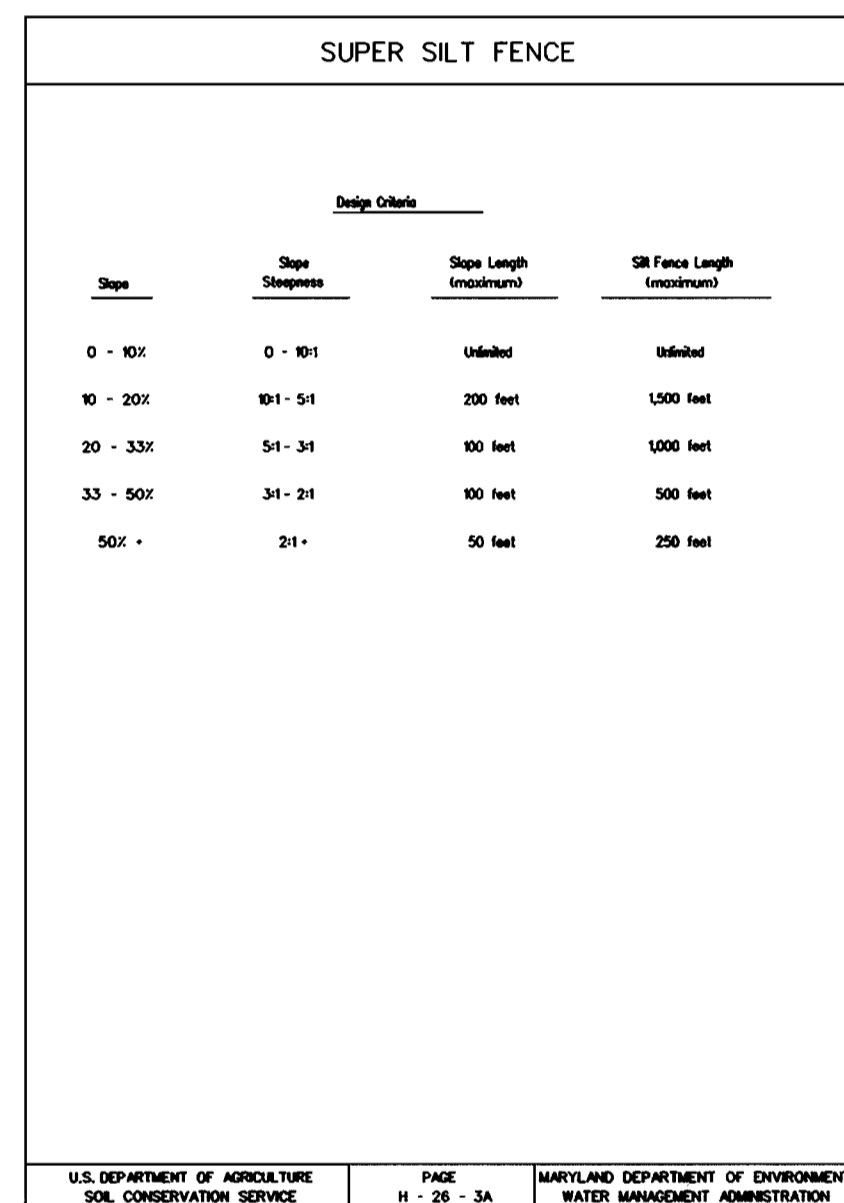 SUPER SILT FENCE
Design Criteria
Slope Slope Steepness Slope Length (maximum) Silt Fence Length (maximum)
0 - 10% 0 - 10:1 Unlimited Unlimited
10 - 20% 10:1 - 5:1 200 feet 1,500 feet
20 - 33% 5:1 - 3:1 100 feet 1,000 feet
33 - 50% 3:1 - 2:1 100 feet 500 feet
50% + 2:1 + 50 feet 250 feet
U.S. DEPARTMENT OF AGRICULTURE PAGE MARYLAND DEPARTMENT OF ENVIRONMENT
SOIL CONSERVATION SERVICE H - 26 - 3A WATER MANAGEMENT ADMINISTRATION